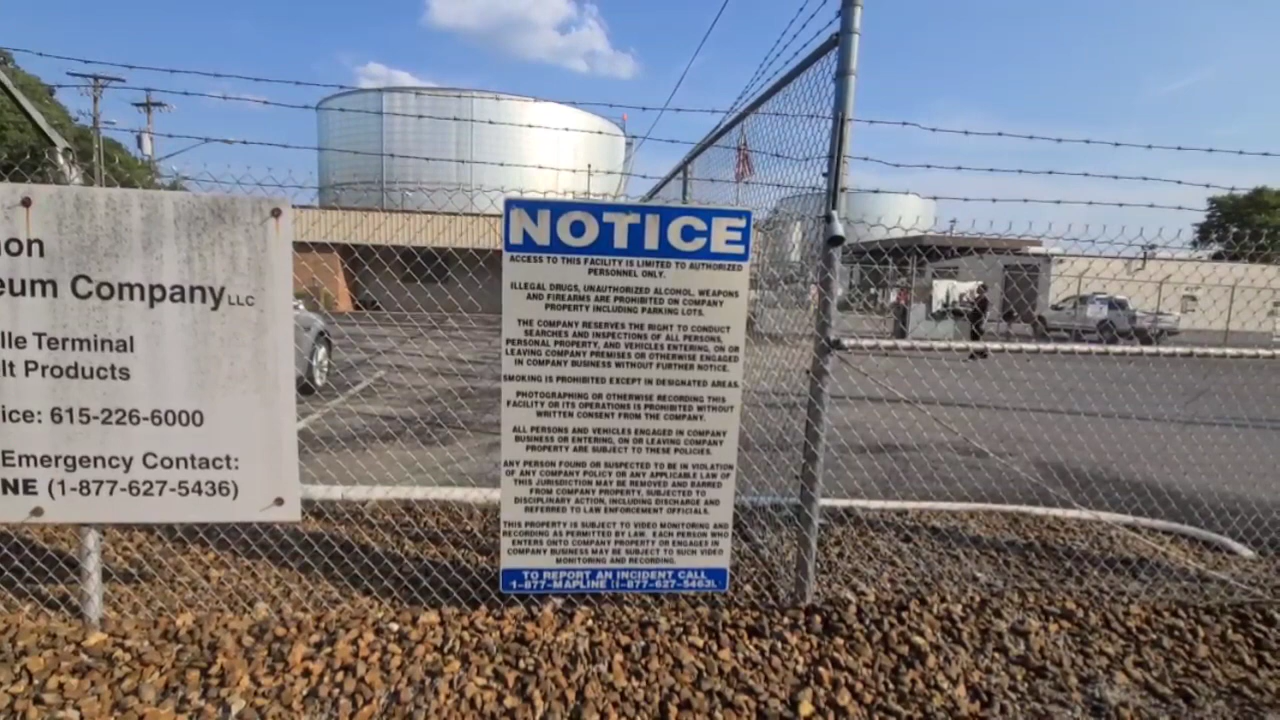 on
eum Company LLC
lle Terminal
lt Products
ice: 615-226-6000
Emergency Contact:
NE (1-877-627-5436)
NOTICE
ACCESS TO THIS FACILITY IS LIMITED TO AUTHORIZED
PERSONNEL ONLY.
ILLEGAL DRUGS, UNAUTHORIZED ALCOHOL, WEAPONS
AND FIREARMS ARE PROHIBITED ON COMPANY
PROPERTY INCLUDING PARKING LOTS.
THE COMPANY RESERVES THE RIGHT TO CONDUCT
SEARCHES AND INSPECTIONS OF ALL PERSONS,
PERSONAL PROPERTY, AND VEHICLES ENTERING, ON OR
LEAVING COMPANY PREMISES OR OTHERWISE ENGAGED
IN COMPANY BUSINESS WITHOUT FURTHER NOTICE.
SMOKING IS PROHIBITED EXCEPT IN DESIGNATED AREAS.
PHOTOGRAPHING OR OTHERWISE RECORDING THIS
FACILITY OR ITS OPERATIONS IS PROHIBITED WITHOUT
WRITTEN CONSENT FROM THE COMPANY.
ALL PERSONS AND VEHICLES ENGAGED IN COMPANY
BUSINESS OR ENTERING, ON OR LEAVING COMPANY
PROPERTY ARE SUBJECT TO THESE POLICIES.
ANY PERSON FOUND OR SUSPECTED TO BE IN VIOLATION
OF ANY COMPANY POLICY OR ANY APPLICABLE LAW OF
THIS JURISDICTION MAY BE REMOVED AND BARRED
FROM COMPANY PROPERTY, SUBJECTED TO
DISCIPLINARY ACTION, INCLUDING DISCHARGE AND
REFERRED TO LAW ENFORCEMENT OFFICIALS.
THIS PROPERTY IS SUBJECT TO VIDEO MONITORING AND
RECORDING AS PERMITTED BY LAW. EACH PERSON WHO
ENTERS ONTO COMPANY PROPERTY OR ENGAGED IN
COMPANY BUSINESS MAY BE SUBJECT TO SUCH VIDEO
MONITORING AND RECORDING.
TO REPORT AN INCIDENT CALL
1-877-MAPLINE (1-877-627-5463).